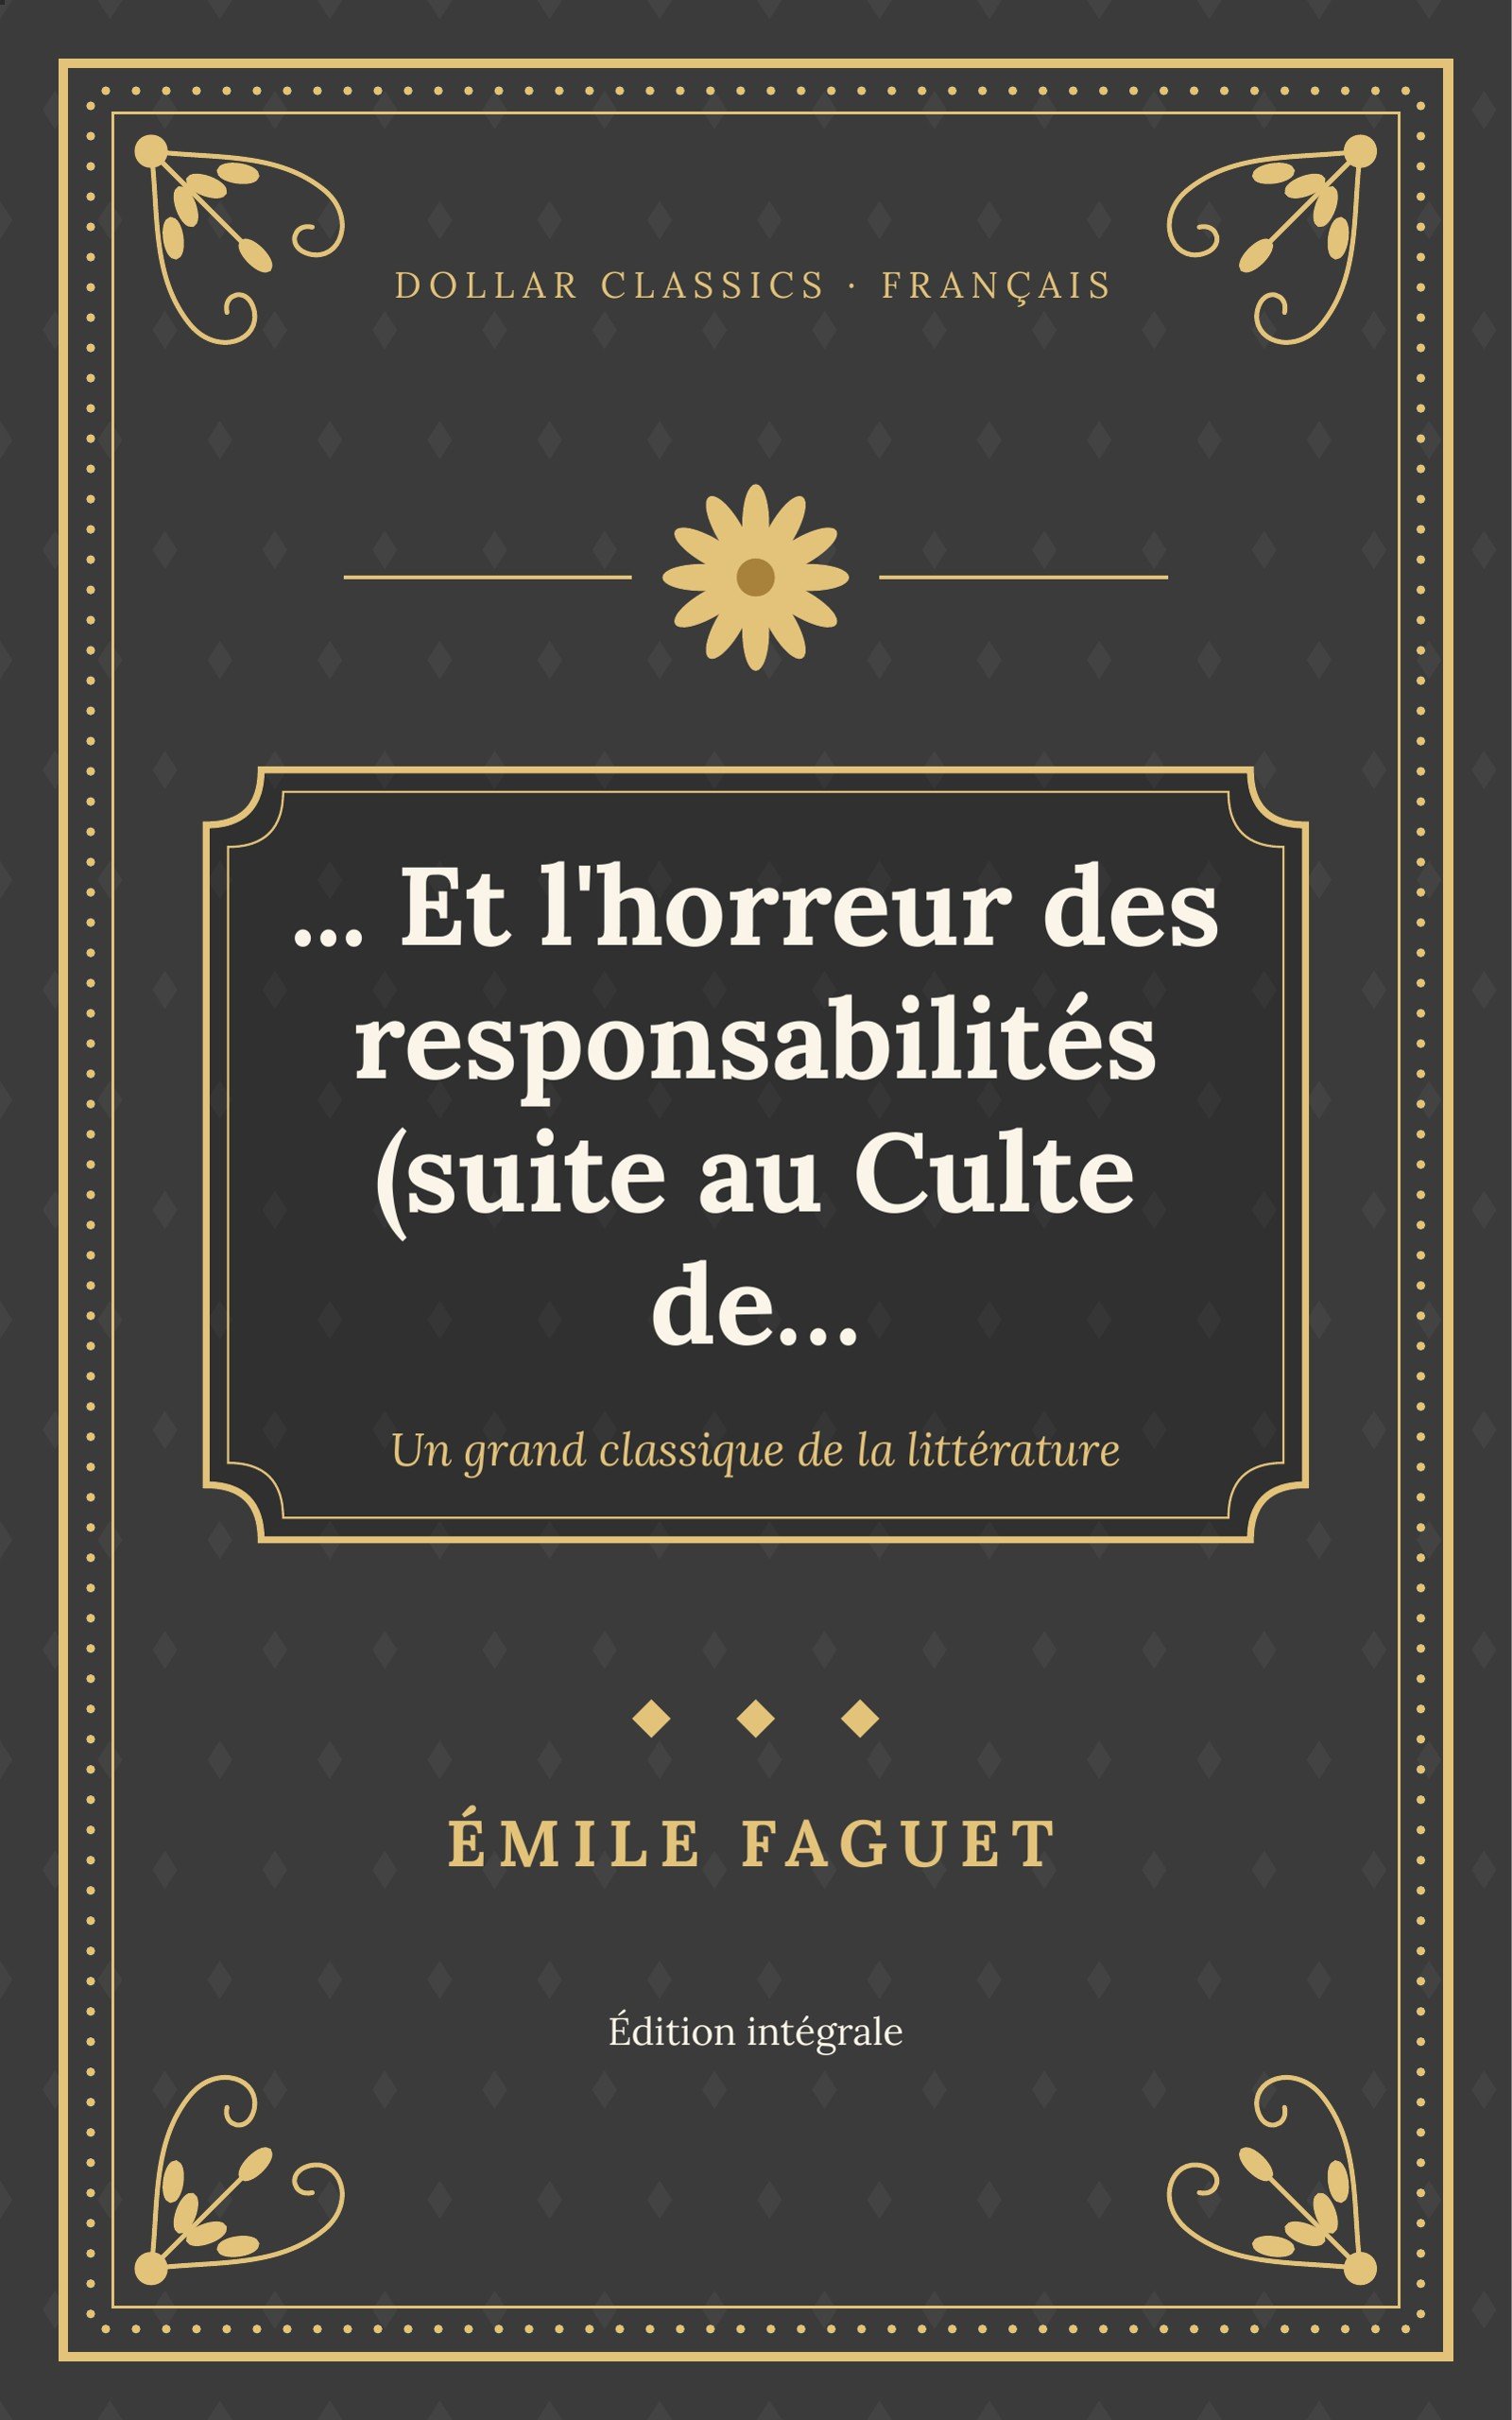 DOLLAR CLASSICS · FRANÇAIS
... Et l'horreur des
responsabilités
(suite au Culte
de...
Un grand classique de la littérature
ÉMILE FAGUET
Édition intégrale